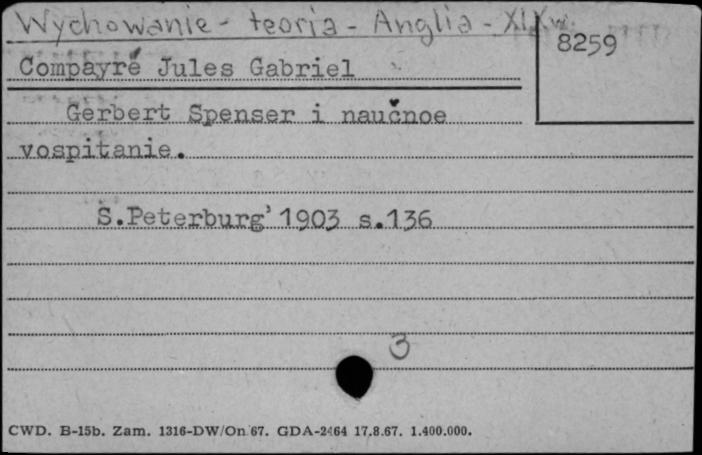 Wychowanie - teoria - Anglia - XIX w.
8259
Compayré Jules Gabriel
Gerbert Spenser i naučnoe
vospitanie.
S.Peterburg' 1903 s.136
3
CWD. B-15b. Zam. 1316-DW/On 67. GDA-2464 17.8.67. 1.400.000.